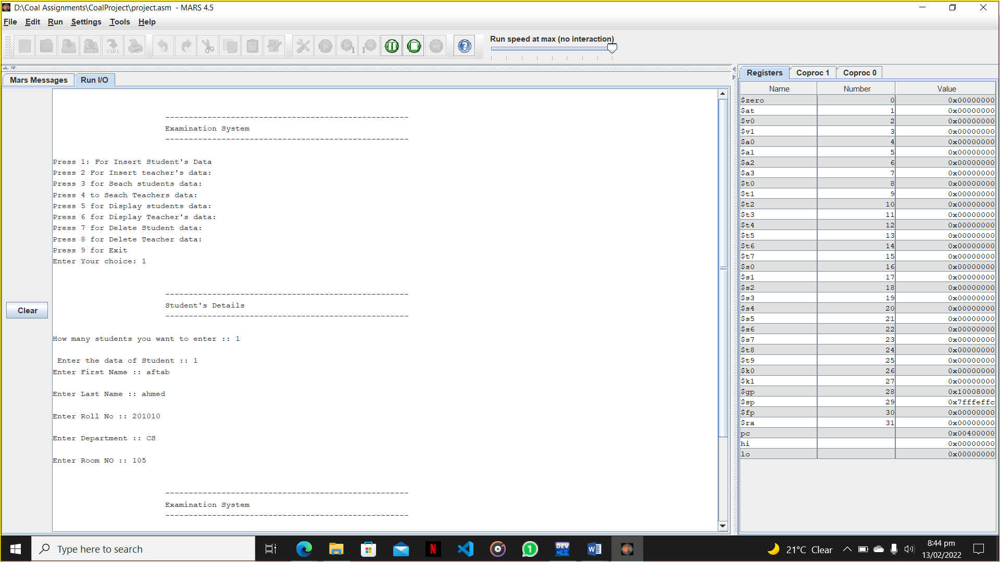 D:\Coal Assignments\CoalProject\project.asm - MARS 4.5
File Edit Run Settings Tools Help
Run speed at max (no interaction)
Mars Messages Run I/O
----------------------------------------------------
Examination System
----------------------------------------------------
Press 1: For Insert Student's Data
Press 2 For Insert teacher's data:
Press 3 for Seach students data:
Press 4 to Seach Teachers data:
Press 5 for Display students data:
Press 6 for Display Teacher's data:
Press 7 for Delete Student data:
Press 8 for Delete Teacher data:
Press 9 for Exit
Enter Your choice: 1
----------------------------------------------------
Student's Details
----------------------------------------------------
How many students you want to enter :: 1
Enter the data of Student :: 1
Enter First Name :: aftab
Enter Last Name :: ahmed
Enter Roll No :: 201010
Enter Department :: CS
Enter Room NO :: 105
----------------------------------------------------
Examination System
----------------------------------------------------
Clear
Registers Coproc 1 Coproc 0
Name Number Value
$zero 0 0x00000000
$at 1 0x00000000
$v0 2 0x00000000
$v1 3 0x00000000
$a0 4 0x00000000
$a1 5 0x00000000
$a2 6 0x00000000
$a3 7 0x00000000
$t0 8 0x00000000
$t1 9 0x00000000
$t2 10 0x00000000
$t3 11 0x00000000
$t4 12 0x00000000
$t5 13 0x00000000
$t6 14 0x00000000
$t7 15 0x00000000
$s0 16 0x00000000
$s1 17 0x00000000
$s2 18 0x00000000
$s3 19 0x00000000
$s4 20 0x00000000
$s5 21 0x00000000
$s6 22 0x00000000
$s7 23 0x00000000
$t8 24 0x00000000
$t9 25 0x00000000
$k0 26 0x00000000
$k1 27 0x00000000
$gp 28 0x10008000
$sp 29 0x7fffeffc
$fp 30 0x00000000
$ra 31 0x00000000
pc 0x00400000
hi 0x00000000
lo 0x00000000
Type here to search
N
1
DEV
C++
W
21°C Clear
8:44 pm
13/02/2022